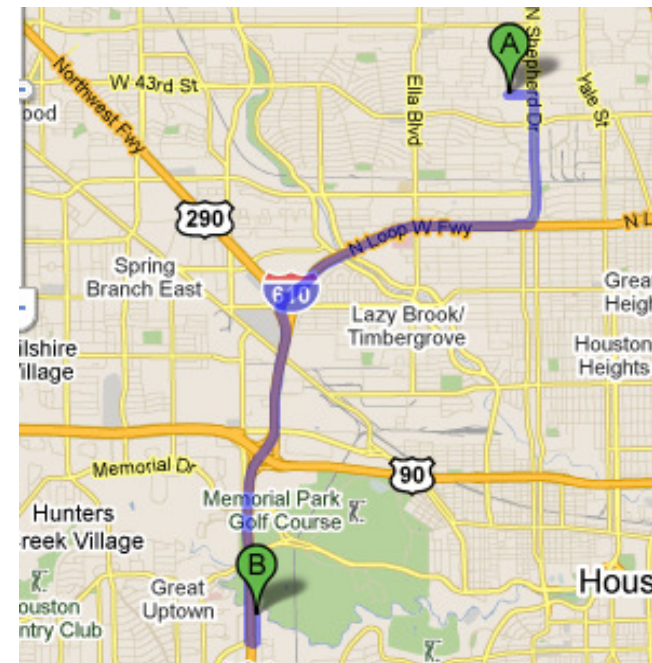 A
N Shepherd Dr
Northwest Fwy
W 43rd St
Ella Blvd
Yale St
ood
290
N Loop W Fwy
N L
Spring
Branch East
610
Grea
Heigh
Lazy Brook/
Timbergrove
ilshire
illage
Houston
Heights
Memorial Dr
90
Memorial Park
Golf Course
Hunters
reek Village
B
Great
Uptown
Hous
ouston
ntry Club